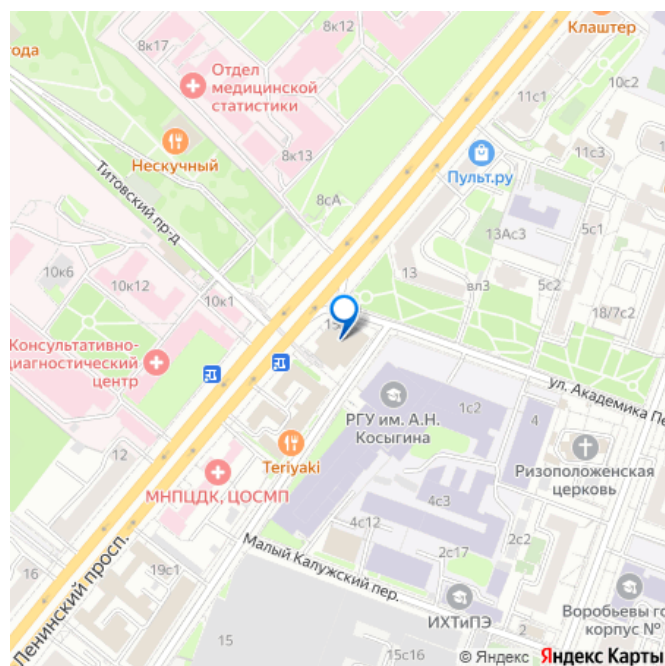 Клаштер
8к12
8к17
года
10с2
Отдел
медицинской
статистики
11с1
8к13
11с3
Нескучный
Пульт.ру
Титовский пр-д
8сА
5с1
13Ас3
10к6
13
вл3
5с2
10к12
18/7с2
10к1
Консультативно-
диагностический
центр
ул. Академика Пе
РГУ им. А.Н.
Косыгина
1с2
4
Teriyaki
Ризоположенская
церковь
12
МНПЦДК, ЦОСМП
4с3
4с12
2с2
Малый Калужский пер.
2с17
Ленинский просп.
16
19с1
ИХТиПЭ
Воробьевы го
корпус №
15
2
15с16
© Яндекс Яндекс Карты